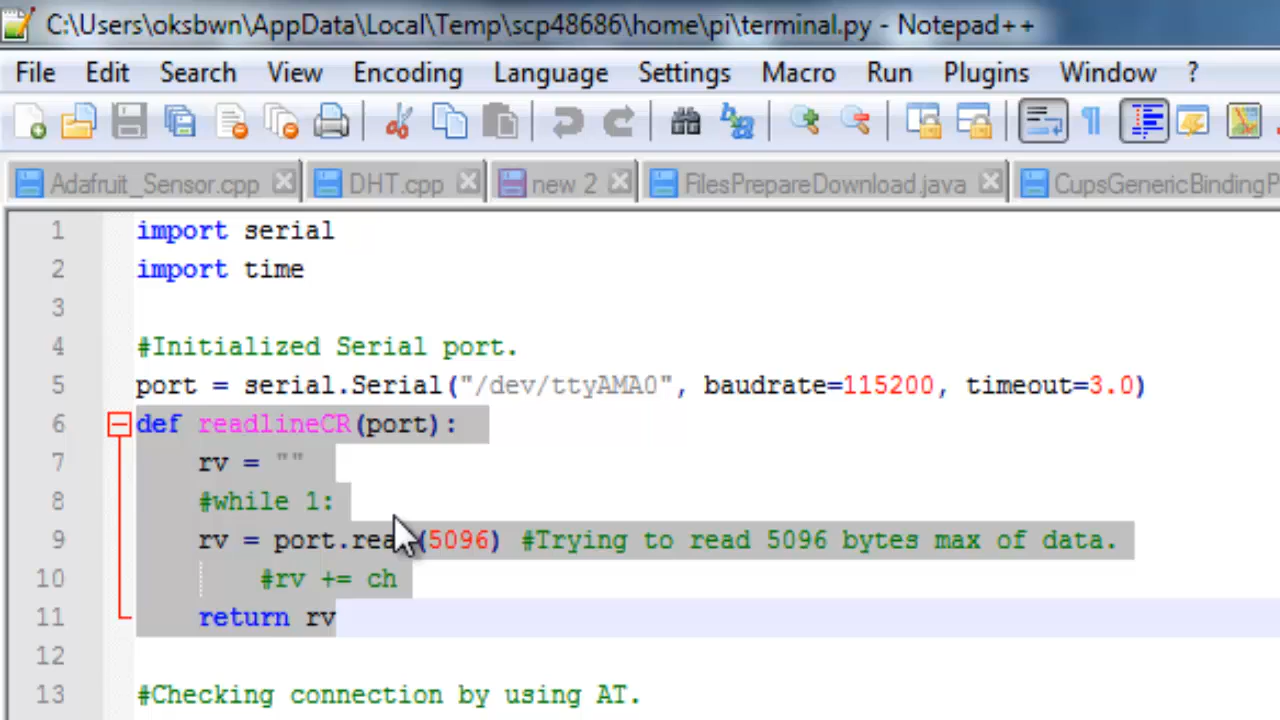 C:\Users\oksbwn\AppData\Local\Temp\scp48686\home\pi\terminal.py - Notepad++
File Edit Search View Encoding Language Settings Macro Run Plugins Window ?
Adafruit_Sensor.cpp DHT.cpp new 2 FilesPrepareDownload.java CupsGenericBindingP
1 import serial
2 import time
3
4 #Initialized Serial port.
5 port = serial.Serial("/dev/ttyAMA0", baudrate=115200, timeout=3.0)
6 def readlineCR(port):
7 rv = ""
8 #while 1:
9 rv = port.read(5096) #Trying to read 5096 bytes max of data.
10 #rv += ch
11 return rv
12
13 #Checking connection by using AT.